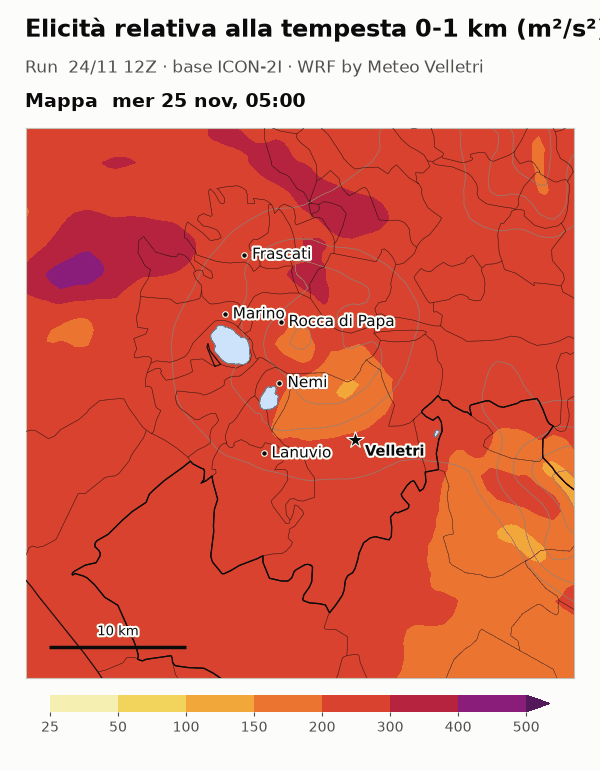 Elicità relativa alla tempesta 0-1 km (m²/s²)
Run 24/11 12Z · base ICON-2I · WRF by Meteo Velletri
Mappa mer 25 nov, 05:00
Frascati
Marino
Rocca di Papa
Nemi
Velletri
Lanuvio
10 km
25 50 100 150 200 300 400 500